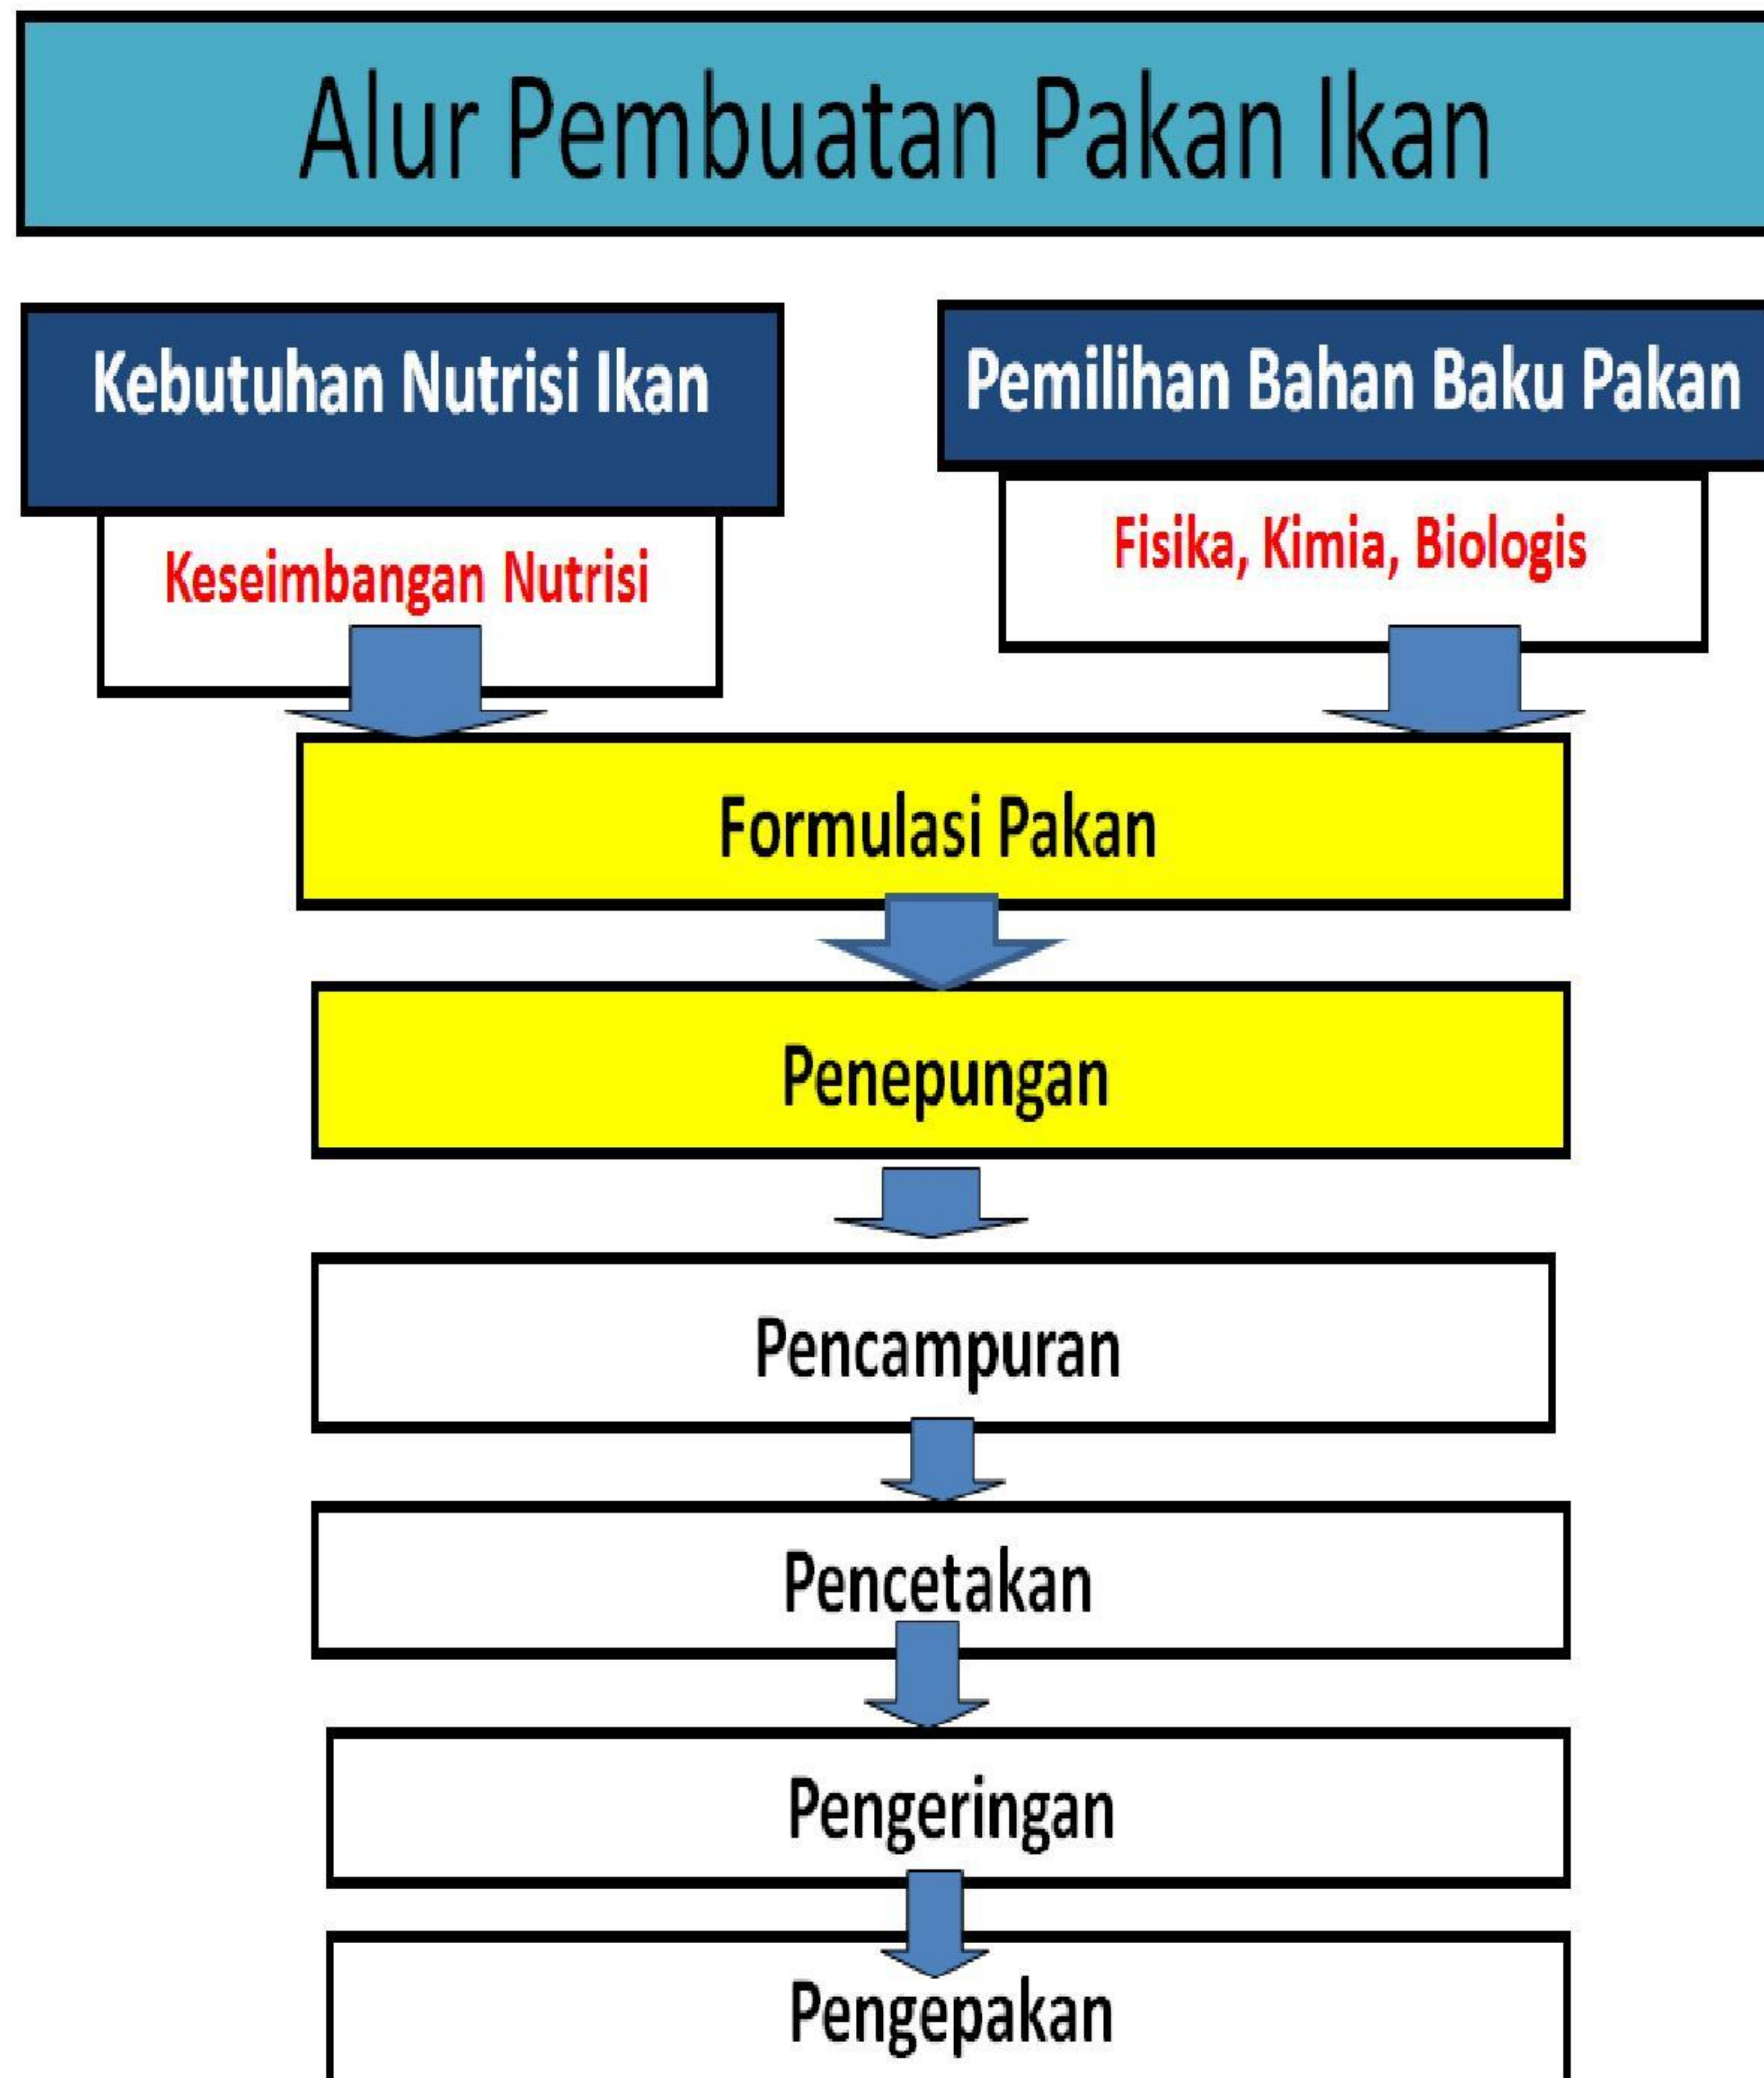 Alur Pembuatan Pakan Ikan
Kebutuhan Nutrisi Ikan
Keseimbangan Nutrisi
Pemilihan Bahan Baku Pakan
Fisika, Kimia, Biologis
Formulasi Pakan
Penepungan
Pencampuran
Pencetakan
Pengeringan
Pengepakan